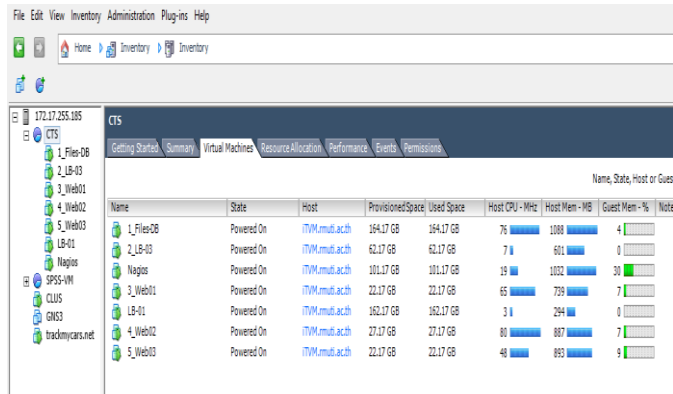 File Edit View Inventory Administration Plug-ins Help
Home Inventory Inventory
172.17.255.185
CTS
1_Files-DB
2_LB-03
3_Web01
4_Web02
5_Web03
LB-01
Nagios
SPSS-VM
CLUS
GNS3
trackmycars.net
CTS
Getting Started Summary Virtual Machines Resource Allocation Performance Events Permissions
Name, State, Host or Gues
Name State Host Provisioned Space Used Space Host CPU - MHz Host Mem - MB Guest Mem - % Note
1_Files-DB Powered On iTVM.rmuti.ac.th 164.17 GB 164.17 GB 76 1088 4
2_LB-03 Powered On iTVM.rmuti.ac.th 62.17 GB 62.17 GB 7 601 0
Nagios Powered On iTVM.rmuti.ac.th 101.17 GB 101.17 GB 19 1032 30
3_Web01 Powered On iTVM.rmuti.ac.th 22.17 GB 22.17 GB 65 739 7
LB-01 Powered On iTVM.rmuti.ac.th 162.17 GB 162.17 GB 3 294 0
4_Web02 Powered On iTVM.rmuti.ac.th 27.17 GB 27.17 GB 80 887 7
5_Web03 Powered On iTVM.rmuti.ac.th 22.17 GB 22.17 GB 48 893 9